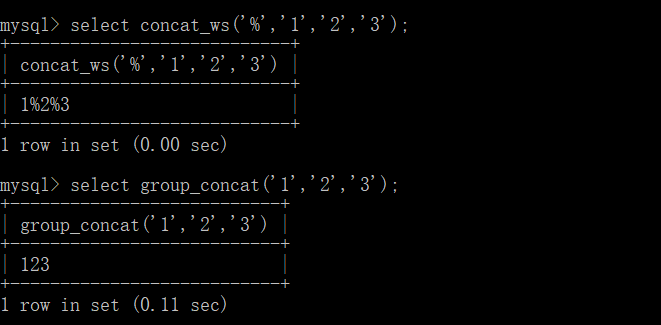 mysql> select concat_ws('%','1','2','3');
+----------------------------+
| concat_ws('%','1','2','3') |
+----------------------------+
| 1%2%3                      |
+----------------------------+
1 row in set (0.00 sec)
mysql> select group_concat('1','2','3');
+---------------------------+
| group_concat('1','2','3') |
+---------------------------+
| 123                       |
+---------------------------+
1 row in set (0.11 sec)